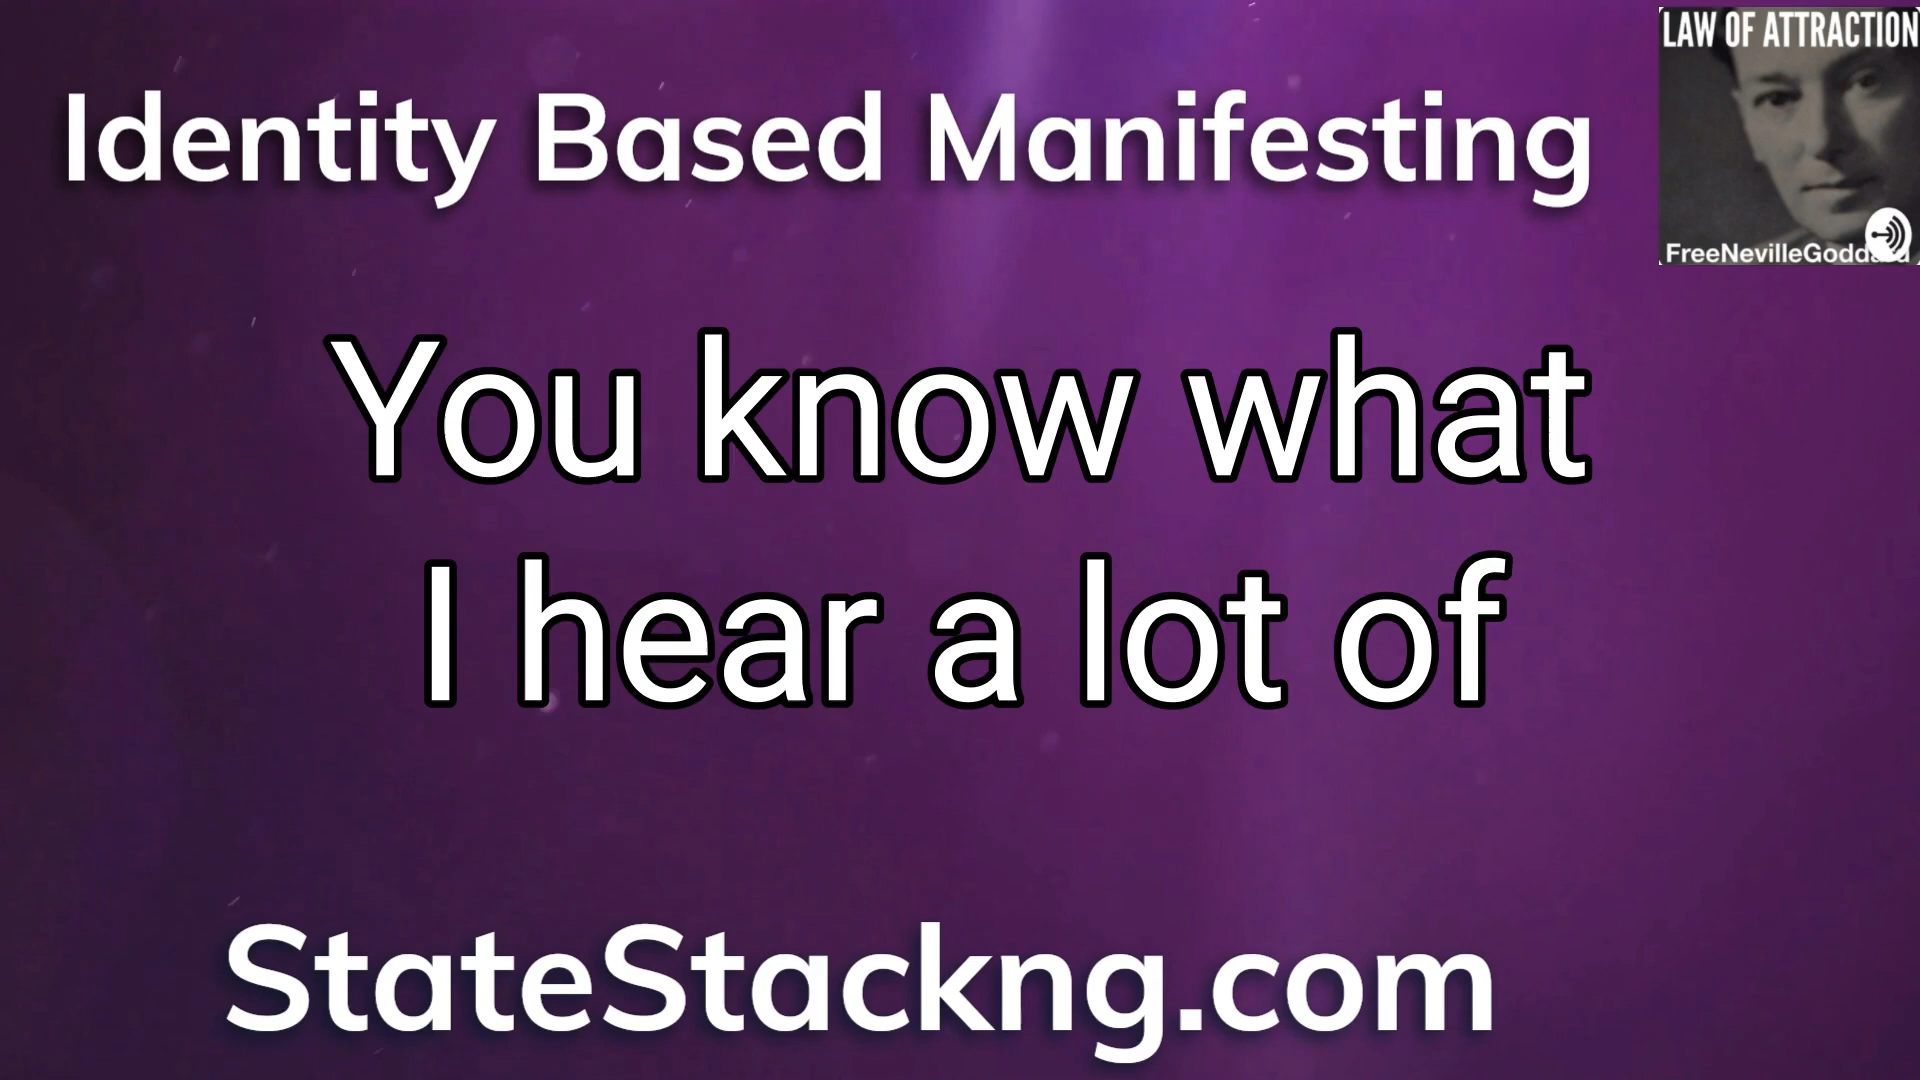 LAW OF ATTRACTION
Identity Based Manifesting
You know what
I hear a lot of
StateStackng.com